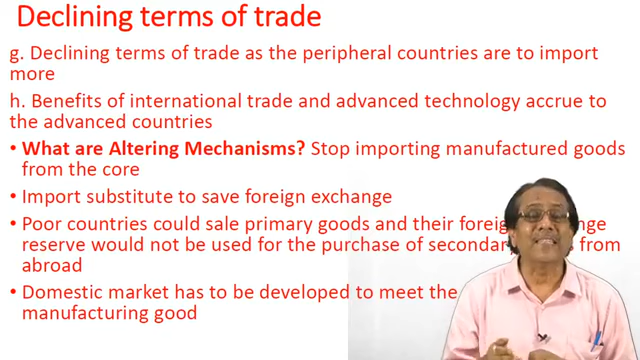 Declining terms of trade
g. Declining terms of trade as the peripheral countries are to import
more
h. Benefits of international trade and advanced technology accrue to
the advanced countries
• What are Altering Mechanisms? Stop importing manufactured goods
from the core
• Import substitute to save foreign exchange
• Poor countries could sale primary goods and their
reserve would not be used for the purchase of from
abroad
• Domestic market has to be developed to meet the
manufacturing good